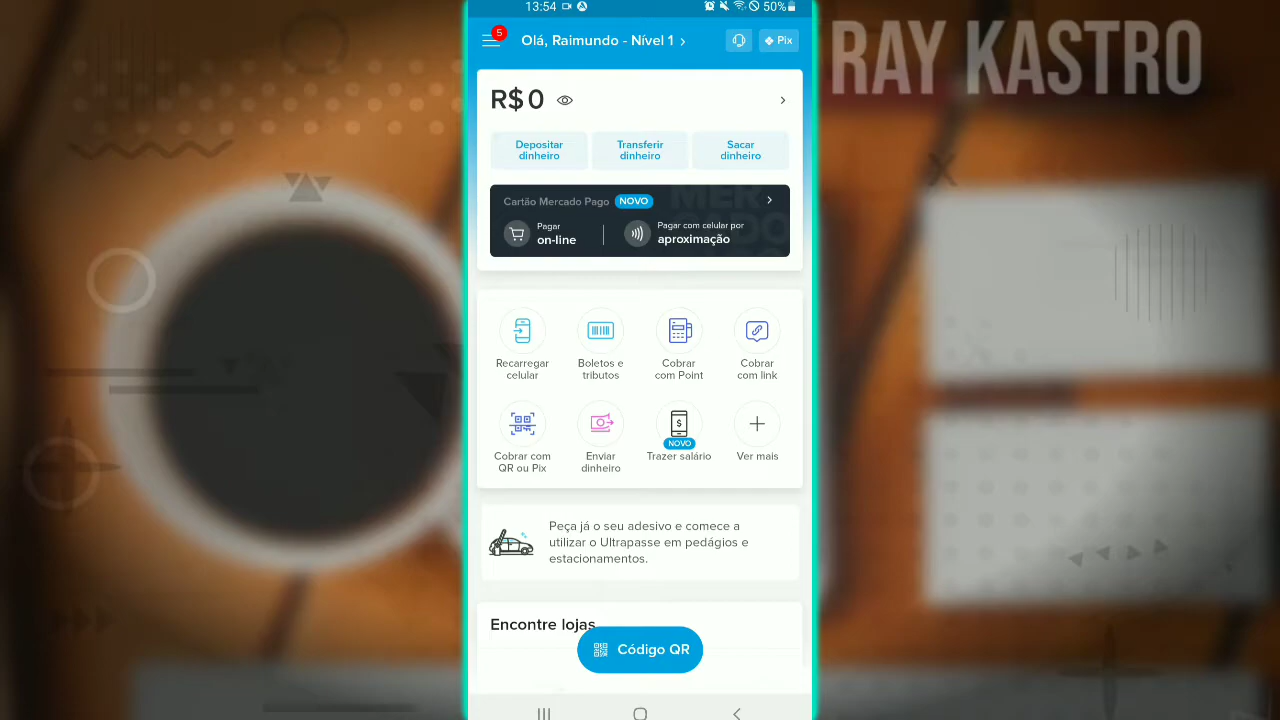 13:54
50%
RAY KASTRO
5
Olá, Raimundo - Nível 1
Pix
R$ 0
Depositar
dinheiro
Transferir
dinheiro
Sacar
dinheiro
Cartão Mercado Pago NOVO
Pagar
on-line
Pagar com celular por
aproximação
Recarregar
celular
Boletos e
tributos
Cobrar
com Point
Cobrar
com link
Cobrar com
QR ou Pix
Enviar
dinheiro
NOVO
Trazer salário
Ver mais
Peça já o seu adesivo e comece a
utilizar o Ultrapasse em pedágios e
estacionamentos.
Encontre lojas
Código QR